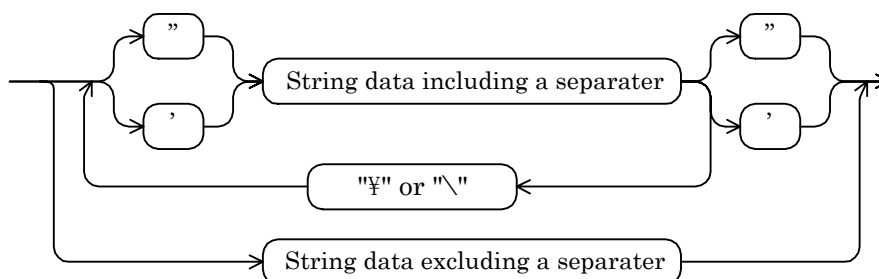 ” ”
String data including a separater
’ ’
"¥" or "\"
String data excluding a separater